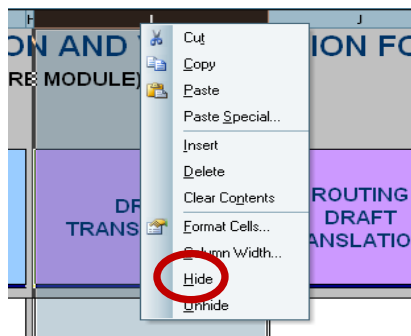 H I J
ON AND
ION FO
RE MODULE)
Cut
Copy
Paste
Paste Special...
Insert
Delete
Clear Contents
Format Cells...
Column Width...
Hide
Unhide
DR
TRANS
ROUTING
DRAFT
ANSLATIO